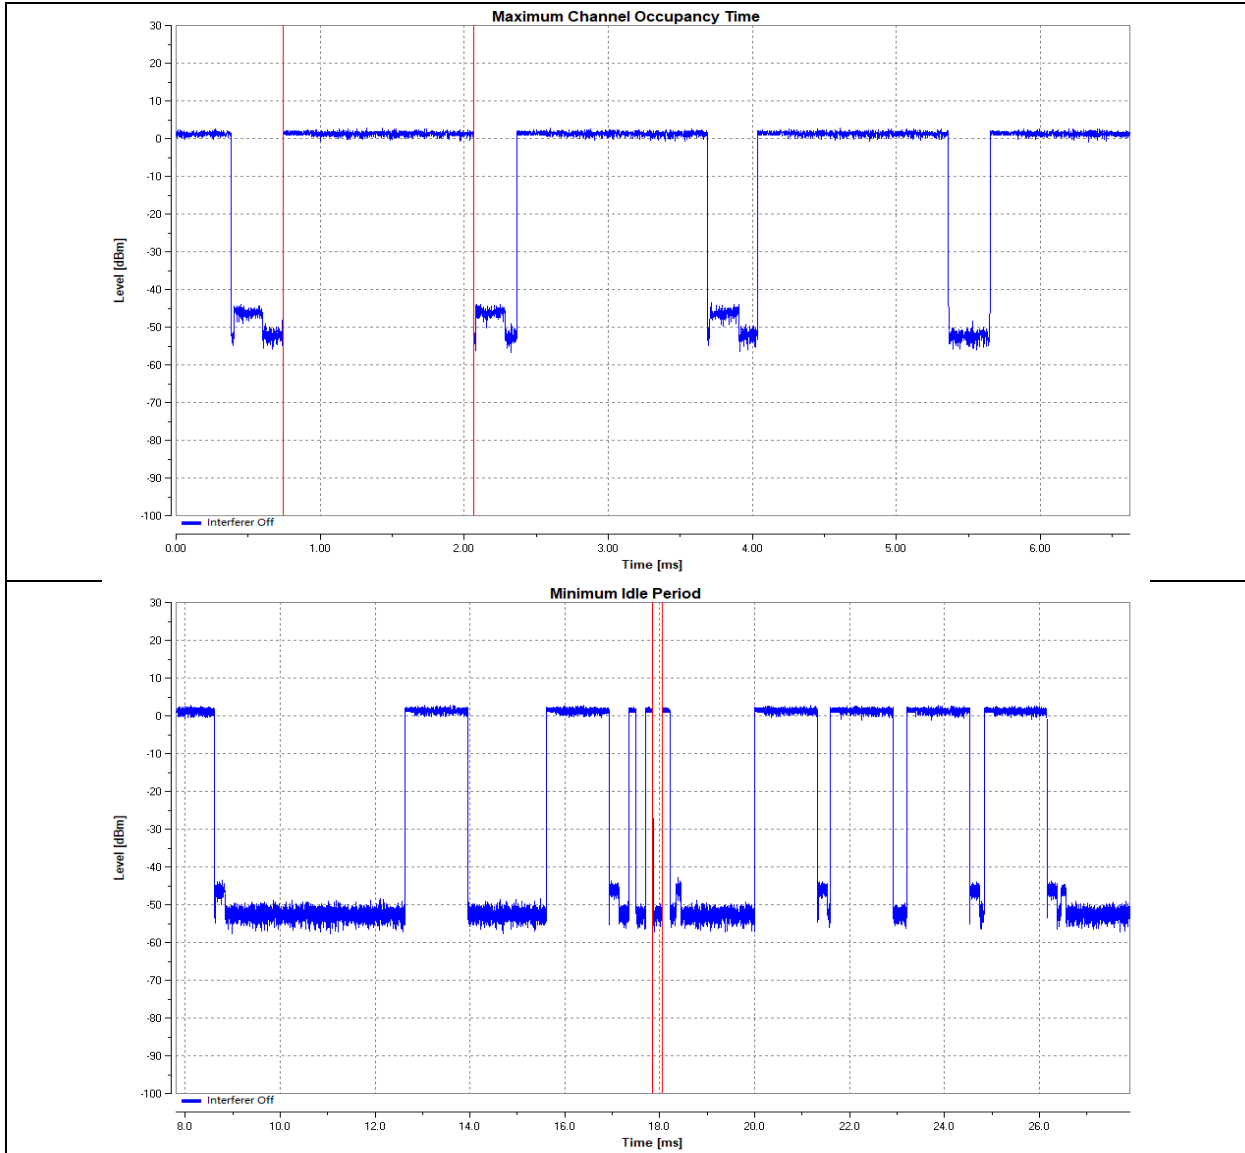 Maximum Channel Occupancy Time
30
20
10
0
-10
-20
-30
-40
-50
-60
-70
-80
-90
-100
Level [dBm]
Interferer Off
0.00 1.00 2.00 3.00 4.00 5.00 6.00
Time [ms]
Minimum Idle Period
30
20
10
0
-10
-20
-30
-40
-50
-60
-70
-80
-90
-100
Level [dBm]
Interferer Off
8.0 10.0 12.0 14.0 16.0 18.0 20.0 22.0 24.0 26.0
Time [ms]